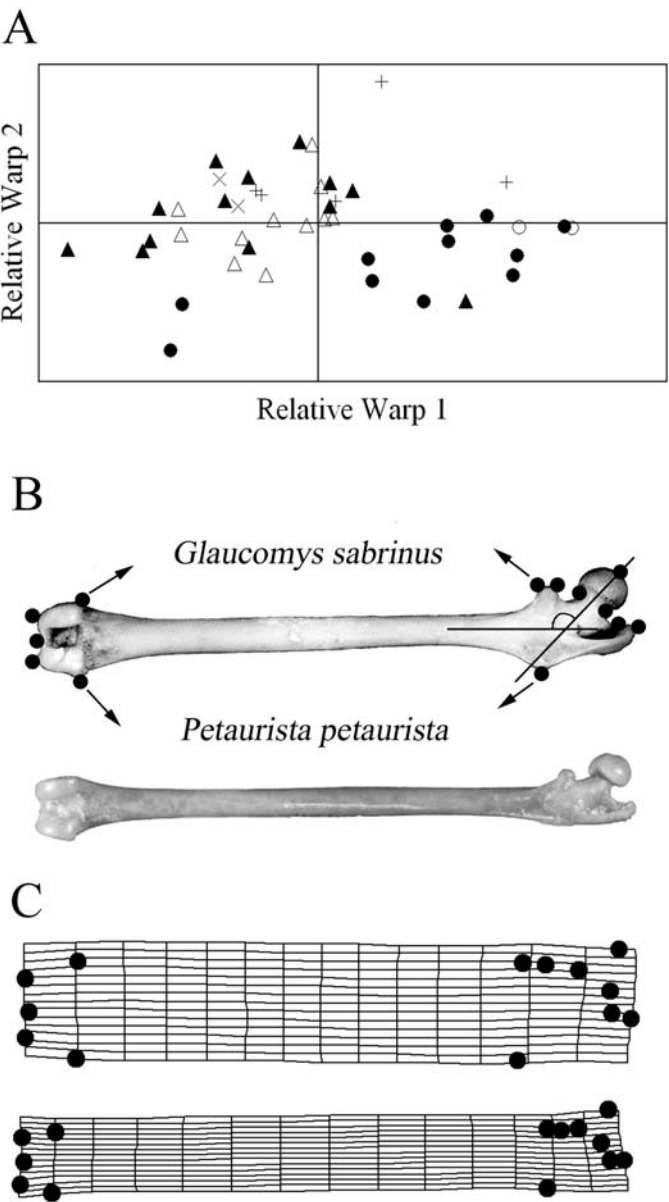 A
Relative Warp 2
Relative Warp 1
B
Glaucomys sabrinus
Petaurista petaurista
C